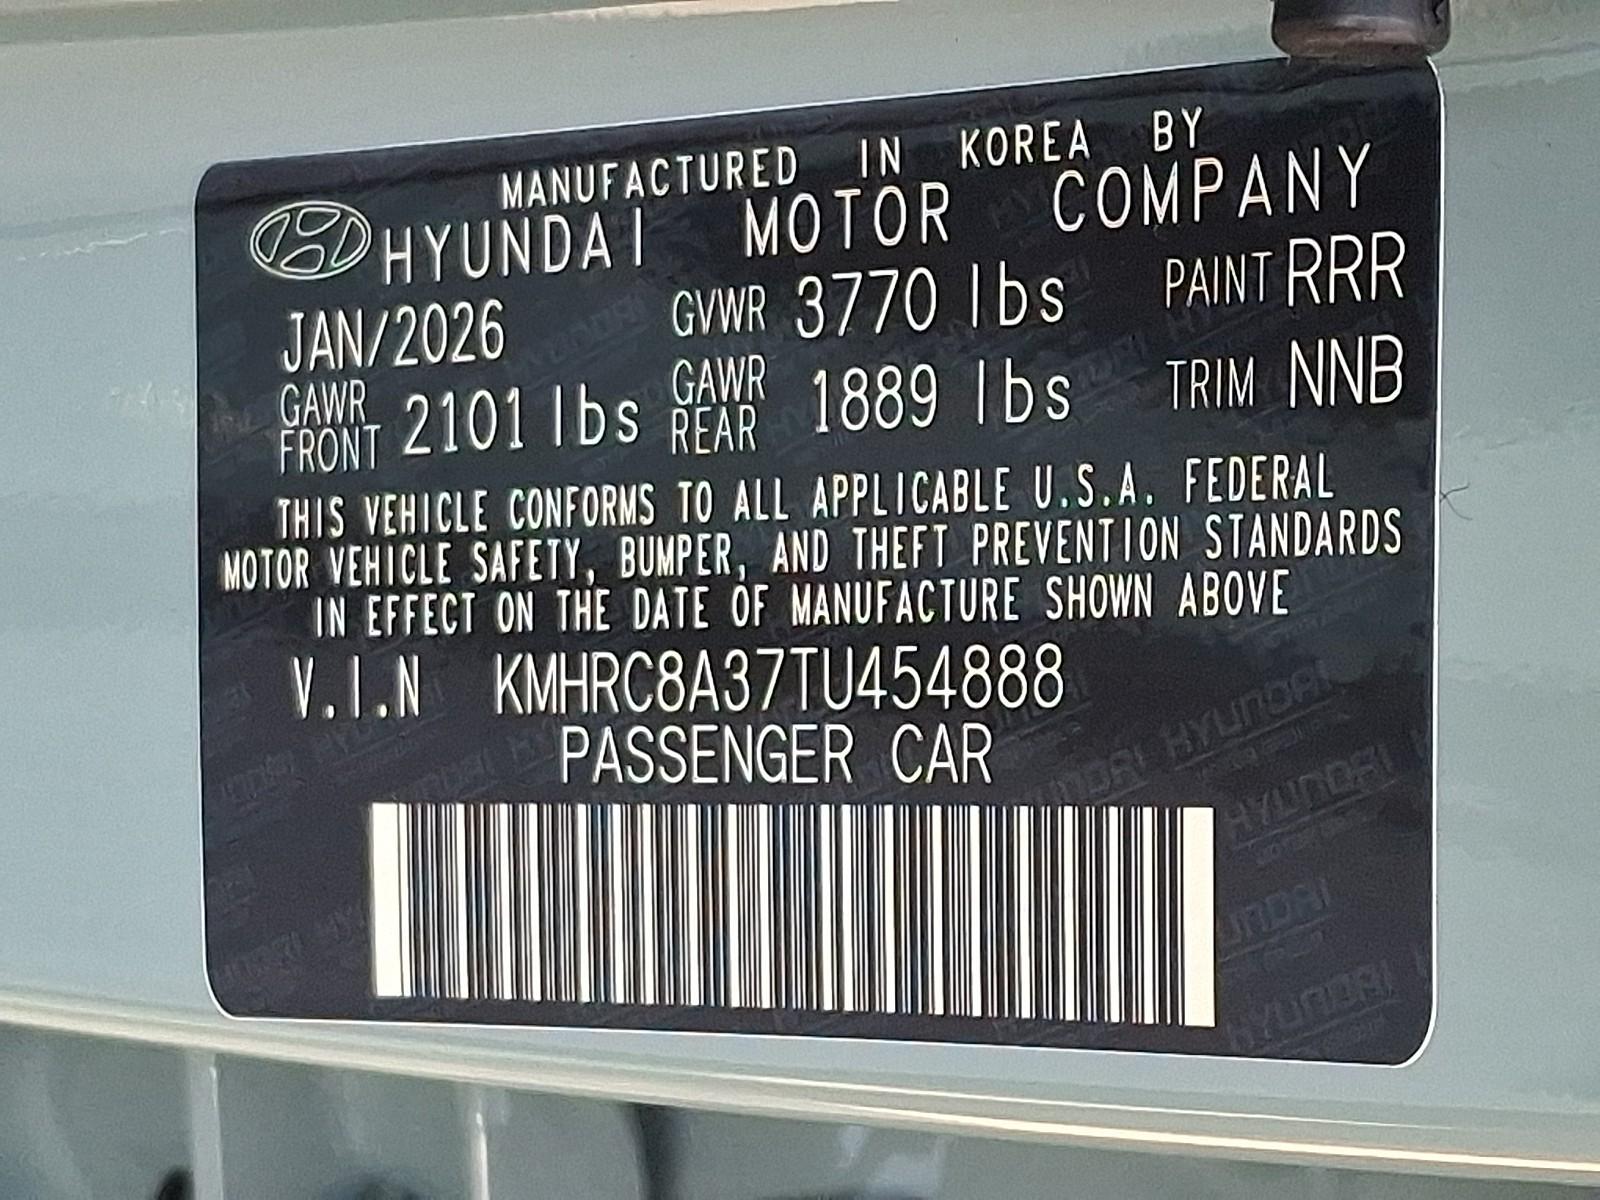 MANUFACTURED IN KOREA BY
HYUNDAI MOTOR COMPANY
JAN/2026 GVWR 3770 lbs PAINT RRR
GAWR FRONT 2101 lbs GAWR REAR 1889 lbs TRIM NNB
THIS VEHICLE CONFORMS TO ALL APPLICABLE U.S.A. FEDERAL
MOTOR VEHICLE SAFETY, BUMPER, AND THEFT PREVENTION STANDARDS
IN EFFECT ON THE DATE OF MANUFACTURE SHOWN ABOVE
V.I.N KMHRC8A37TU454888
PASSENGER CAR